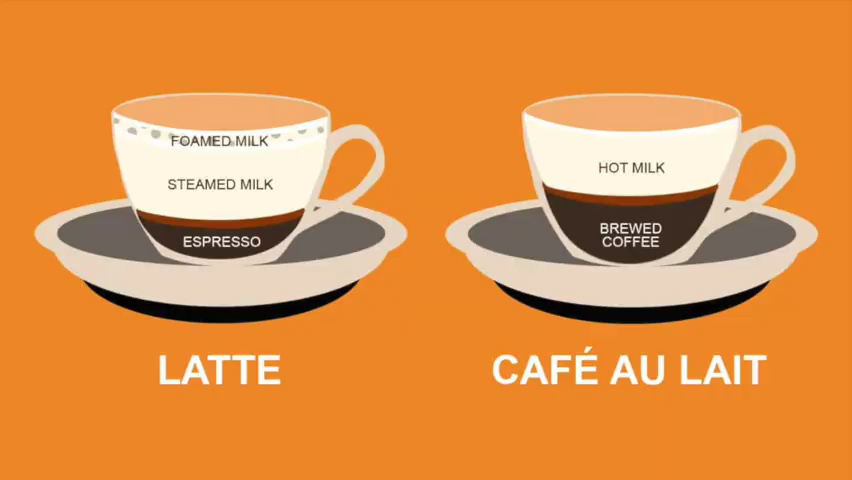 FOAMED MILK
STEAMED MILK
ESPRESSO
LATTE
HOT MILK
BREWED
COFFEE
CAFÉ AU LAIT